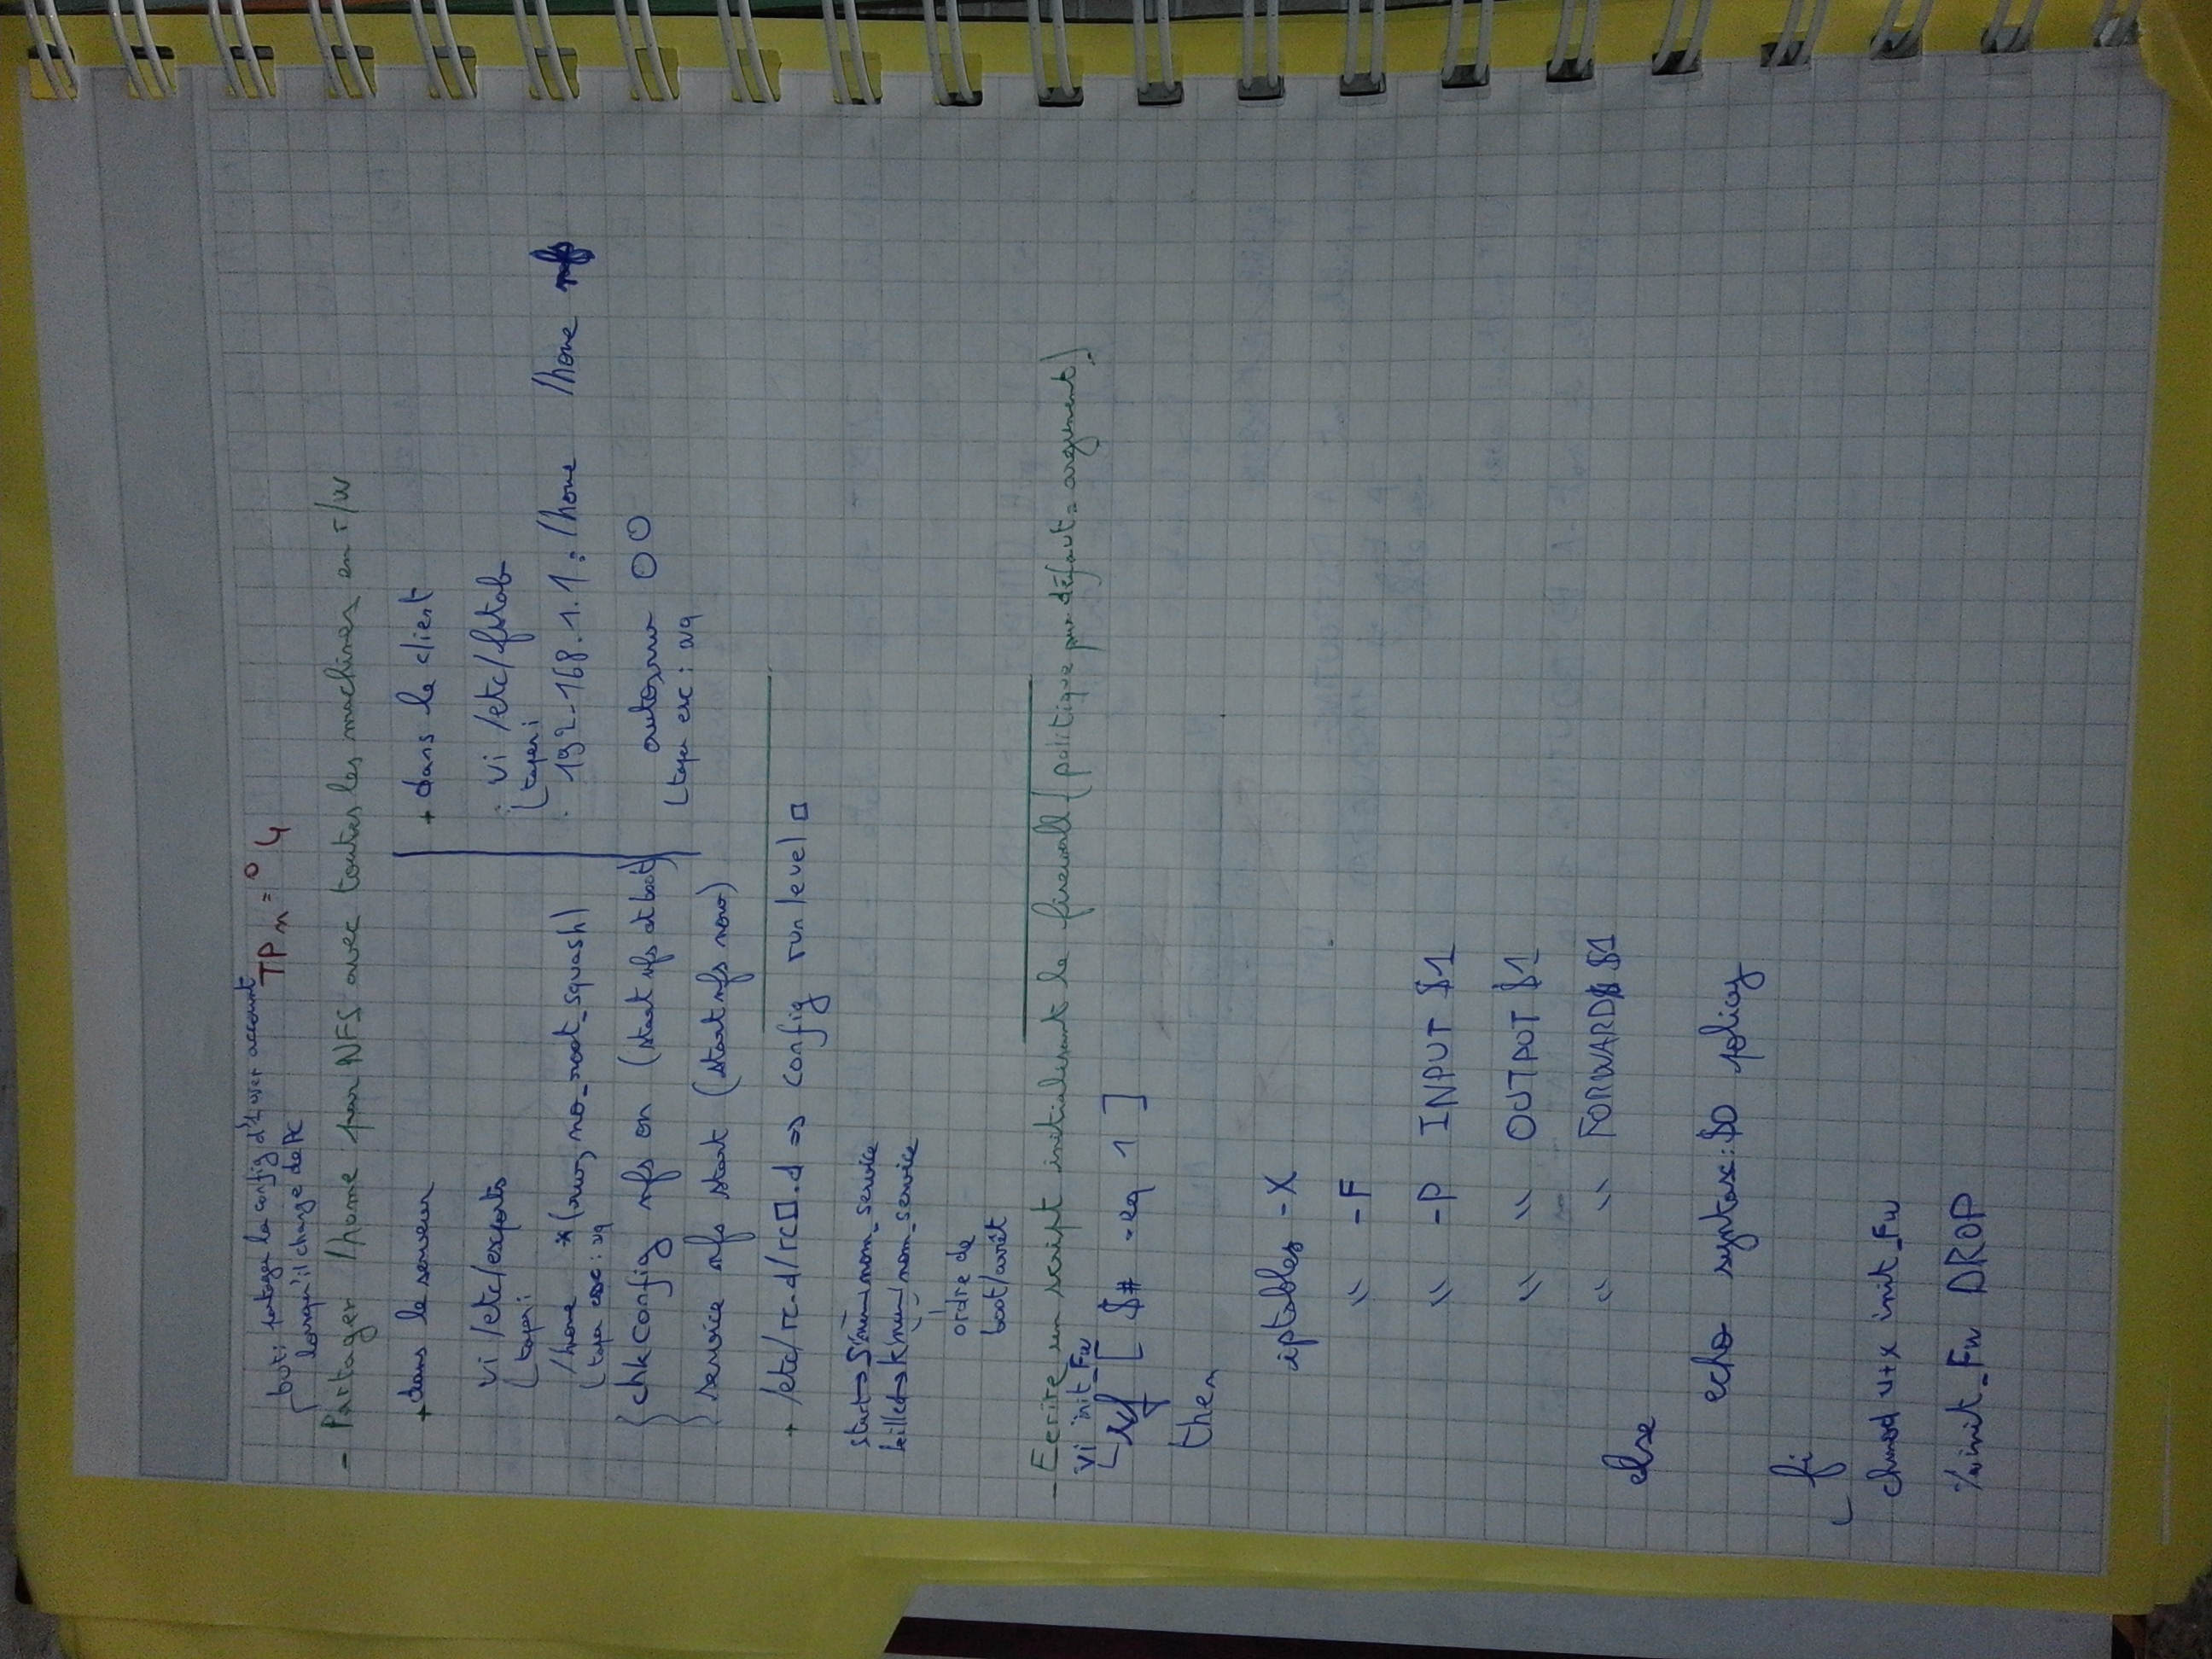 but: partager la config d'1 user account
lorsqu'il change de PC
TP n=° 4
- Partager /home par NFS avec toutes les machines en r/w
+ dans le serveur
vi /etc/exports
(taper i
/home *(rw, no_root_squash)
(taper esc : wq
chkconfig nfs on (start nfs at boot)
service nfs start (start nfs now)
+ dans le client
vi /etc/fstab
(taper i
192.168.1.1:/home /home nfs
auto,rw 0 0
(taper esc : wq
+ /etc/rc.d/rc□.d => config runlevel □
start → S num nom_service
killed → K num nom_service
ordre de
boot/arrêt
- Ecrire un script initialisant le firewall (politique par défaut = argument)
vi init_Fw
if [ $# -eq 1 ]
then
iptables -X
" -F
" -P INPUT $1
" " OUTPUT $1
" " FORWARD $1
else
echo syntax: $0 policy
fi
chmod u+x init_Fw
init_Fw DROP